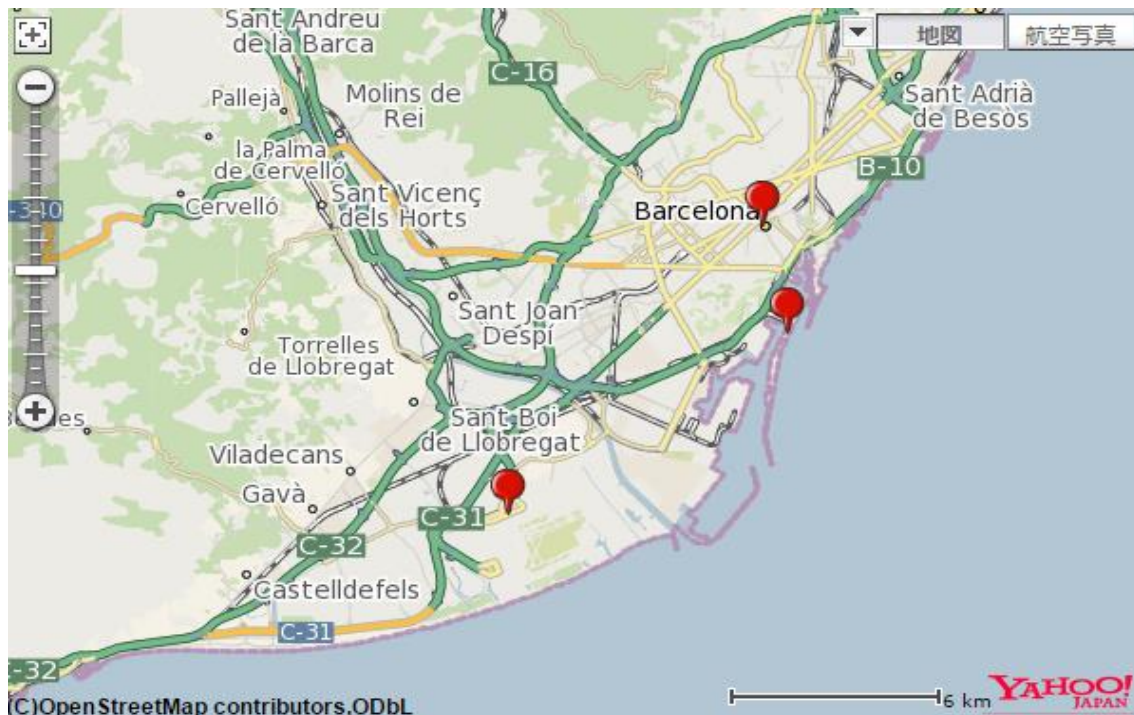 Sant Andreu
de la Barca
地図
航空写真
C-16
Pallejà
Molins de
Rei
Sant Adrià
de Besòs
la Palma
de Cervelló
B-10
Sant Vicenç
dels Horts
Cervelló
-340
Barcelona
Sant Joan
Despí
Torrelles
de Llobregat
Sant Boi
de Llobregat
Viladecans
Gavà
C-31
C-32
Castelldefels
C-31
-32
6 km
YAHOO!
JAPAN
(C)OpenStreetMap contributors,ODbL